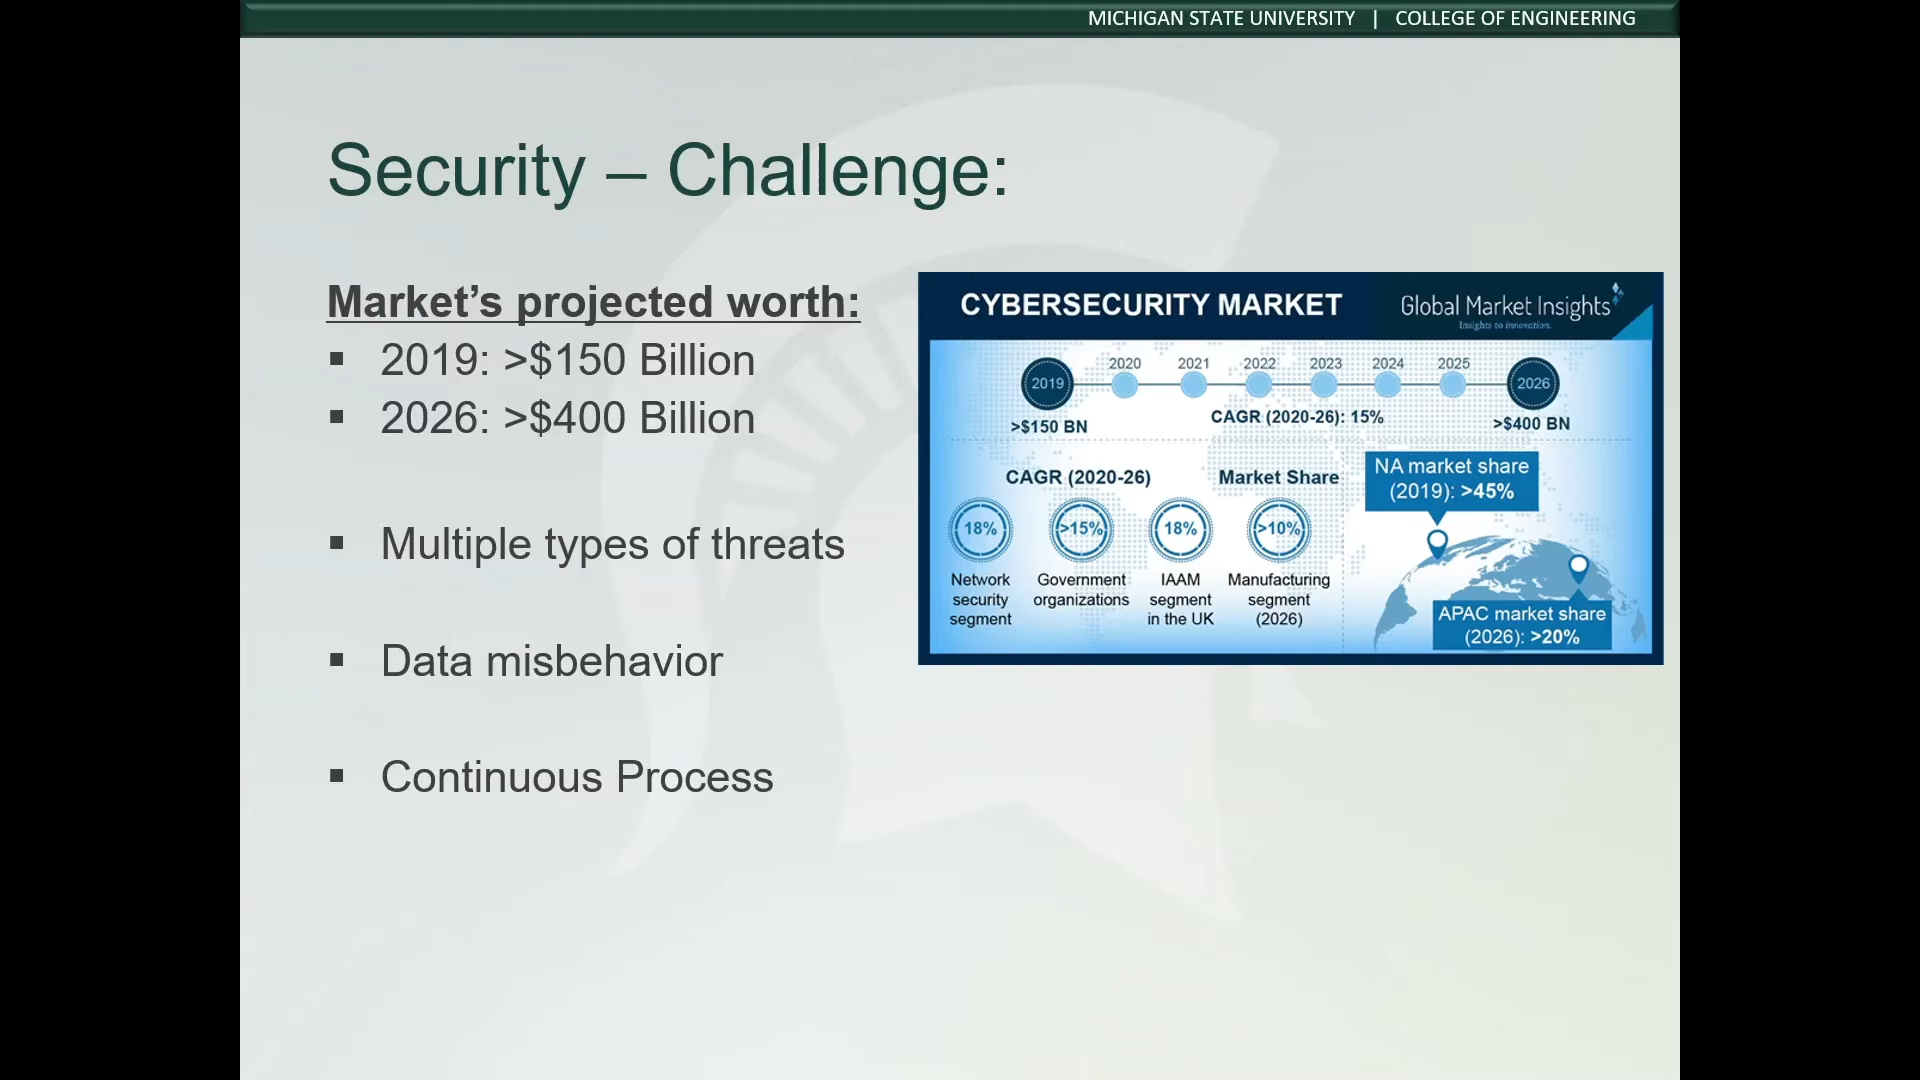 MICHIGAN STATE UNIVERSITY | COLLEGE OF ENGINEERING
Security – Challenge:
Market’s projected worth:
▪ 2019: >$150 Billion
▪ 2026: >$400 Billion
▪ Multiple types of threats
▪ Data misbehavior
▪ Continuous Process
CYBERSECURITY MARKET
Global Market Insights
Insights to innovation.
2019 2020 2021 2022 2023 2024 2025 2026
>$150 BN CAGR (2020-26): 15% >$400 BN
CAGR (2020-26) Market Share
18% >15% 18% >10%
Network security segment
Government organizations
IAAM segment in the UK
Manufacturing segment (2026)
NA market share
(2019): >45%
APAC market share
(2026): >20%